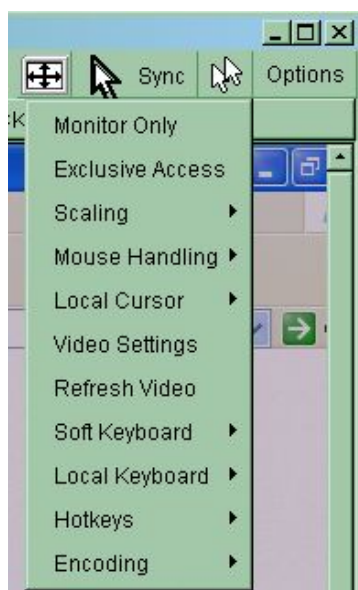 Sync Options
K
Monitor Only
Exclusive Access
Scaling
Mouse Handling
Local Cursor
Video Settings
Refresh Video
Soft Keyboard
Local Keyboard
Hotkeys
Encoding